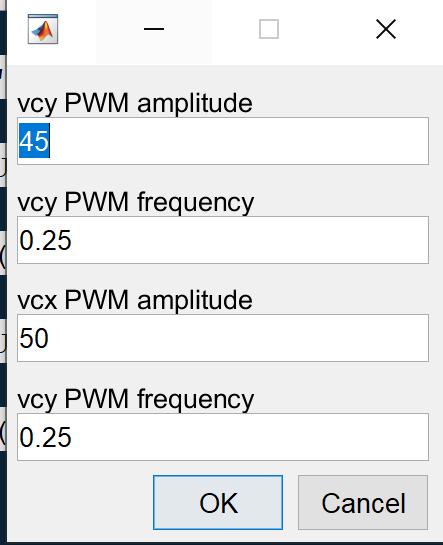 vcy PWM amplitude
45
vcy PWM frequency
0.25
vcx PWM amplitude
50
vcy PWM frequency
0.25
OK Cancel